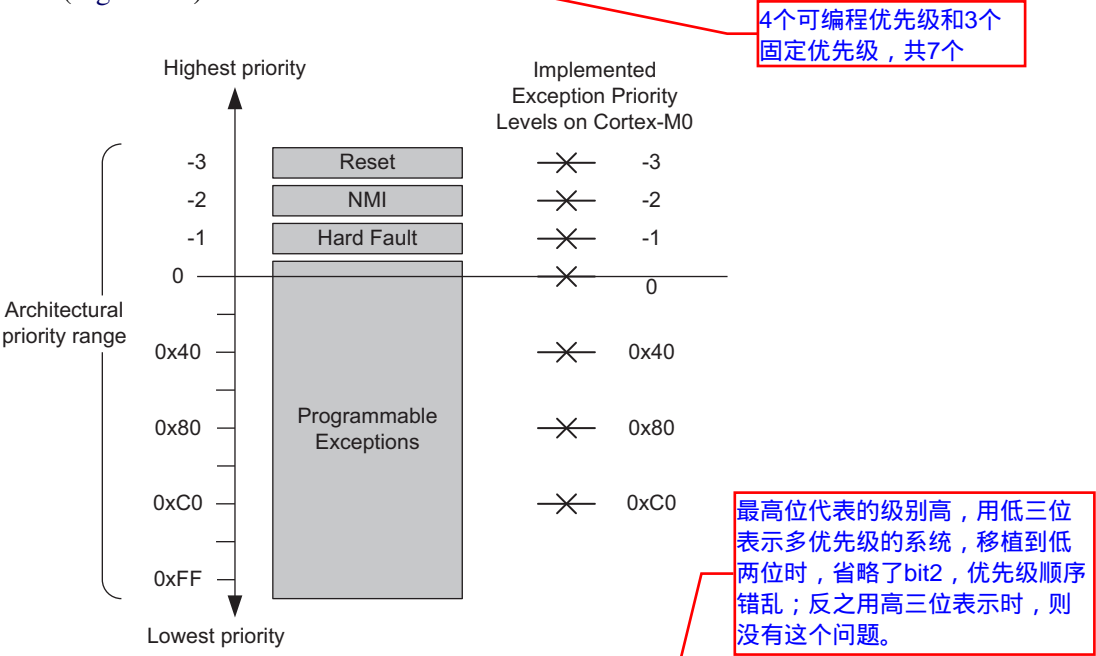 4个可编程优先级和3个
固定优先级，共7个
Highest priority
Implemented
Exception Priority
Levels on Cortex-M0
-3
Reset
-3
-2
NMI
-2
-1
Hard Fault
-1
0
0
Architectural
priority range
0x40
0x40
Programmable
Exceptions
0x80
0x80
0xC0
0xC0
0xFF
Lowest priority
最高位代表的级别高，用低三位
表示多优先级的系统，移植到低
两位时，省略了bit2，优先级顺序
错乱；反之用高三位表示时，则
没有这个问题。